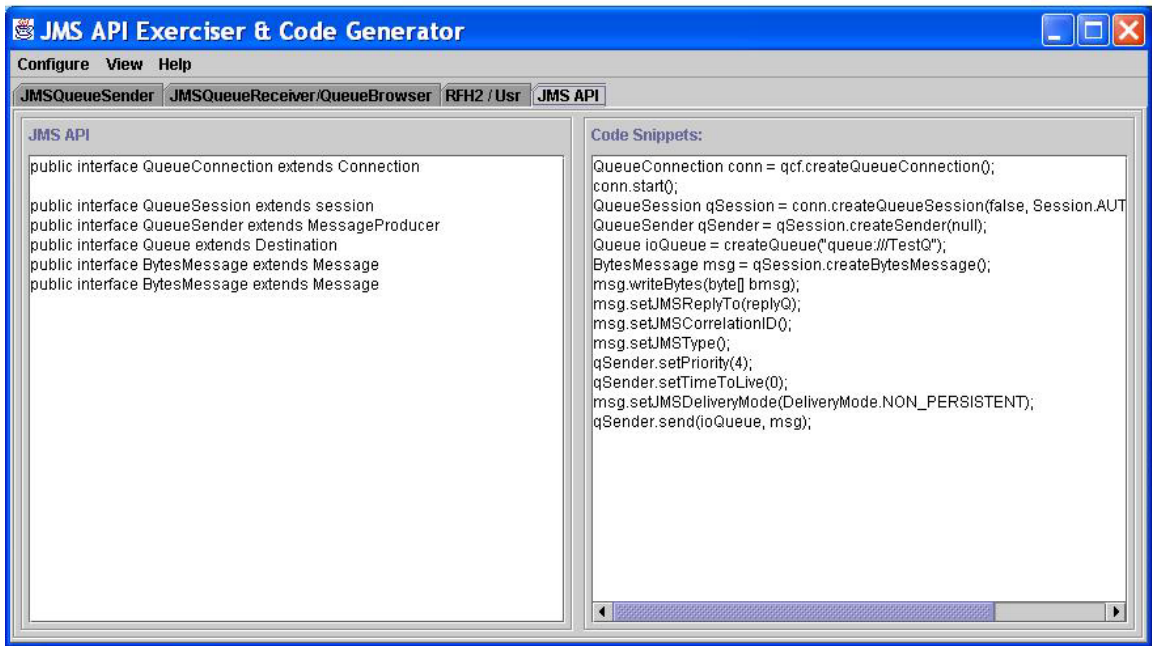 JMS API Exerciser & Code Generator
Configure View Help
JMSQueueSender JMSQueueReceiver/QueueBrowser RFH2 / Usr JMS API
JMS API
public interface QueueConnection extends Connection
public interface QueueSession extends session
public interface QueueSender extends MessageProducer
public interface Queue extends Destination
public interface BytesMessage extends Message
public interface BytesMessage extends Message
Code Snippets:
QueueConnection conn = qcf.createQueueConnection();
conn.start();
QueueSession qSession = conn.createQueueSession(false, Session.AUT
QueueSender qSender = qSession.createSender(null);
Queue ioQueue = createQueue("queue:///TestQ");
BytesMessage msg = qSession.createBytesMessage();
msg.writeBytes(byte[] bmsg);
msg.setJMSReplyTo(replyQ);
msg.setJMSCorrelationID();
msg.setJMSType();
qSender.setPriority(4);
qSender.setTimeToLive(0);
msg.setJMSDeliveryMode(DeliveryMode.NON_PERSISTENT);
qSender.send(ioQueue, msg);